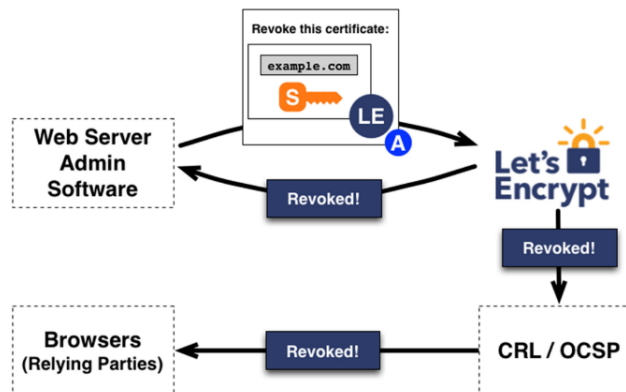 Revoke this certificate:
example.com
S
LE
A
Web Server
Admin
Software
Let's
Encrypt
Revoked!
Revoked!
Browsers
(Relying Parties)
Revoked!
CRL / OCSP